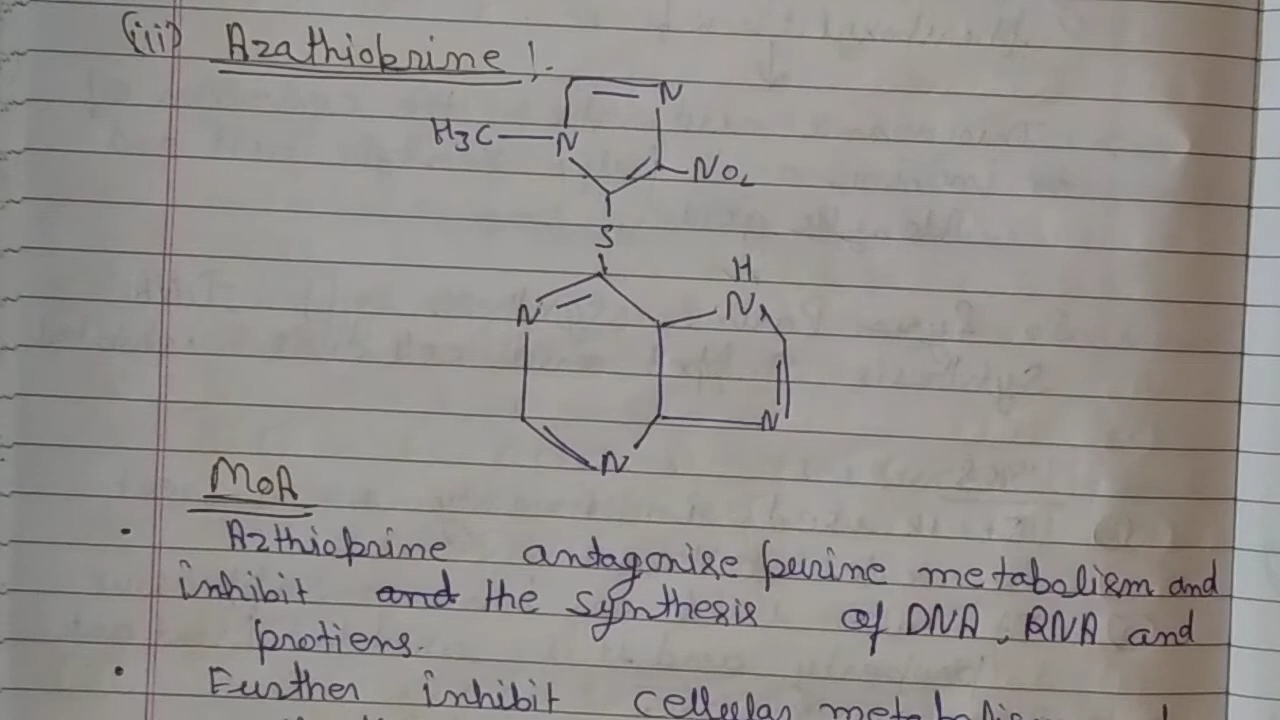 (iii) Azathioprine :-
N
H3C N
NO2
S
H
N N
N
N
MOA
• Azthioprine antagonise purine metabolism and
inhibit and the synthesis of DNA, RNA and
protiens.
• Further inhibit cellular